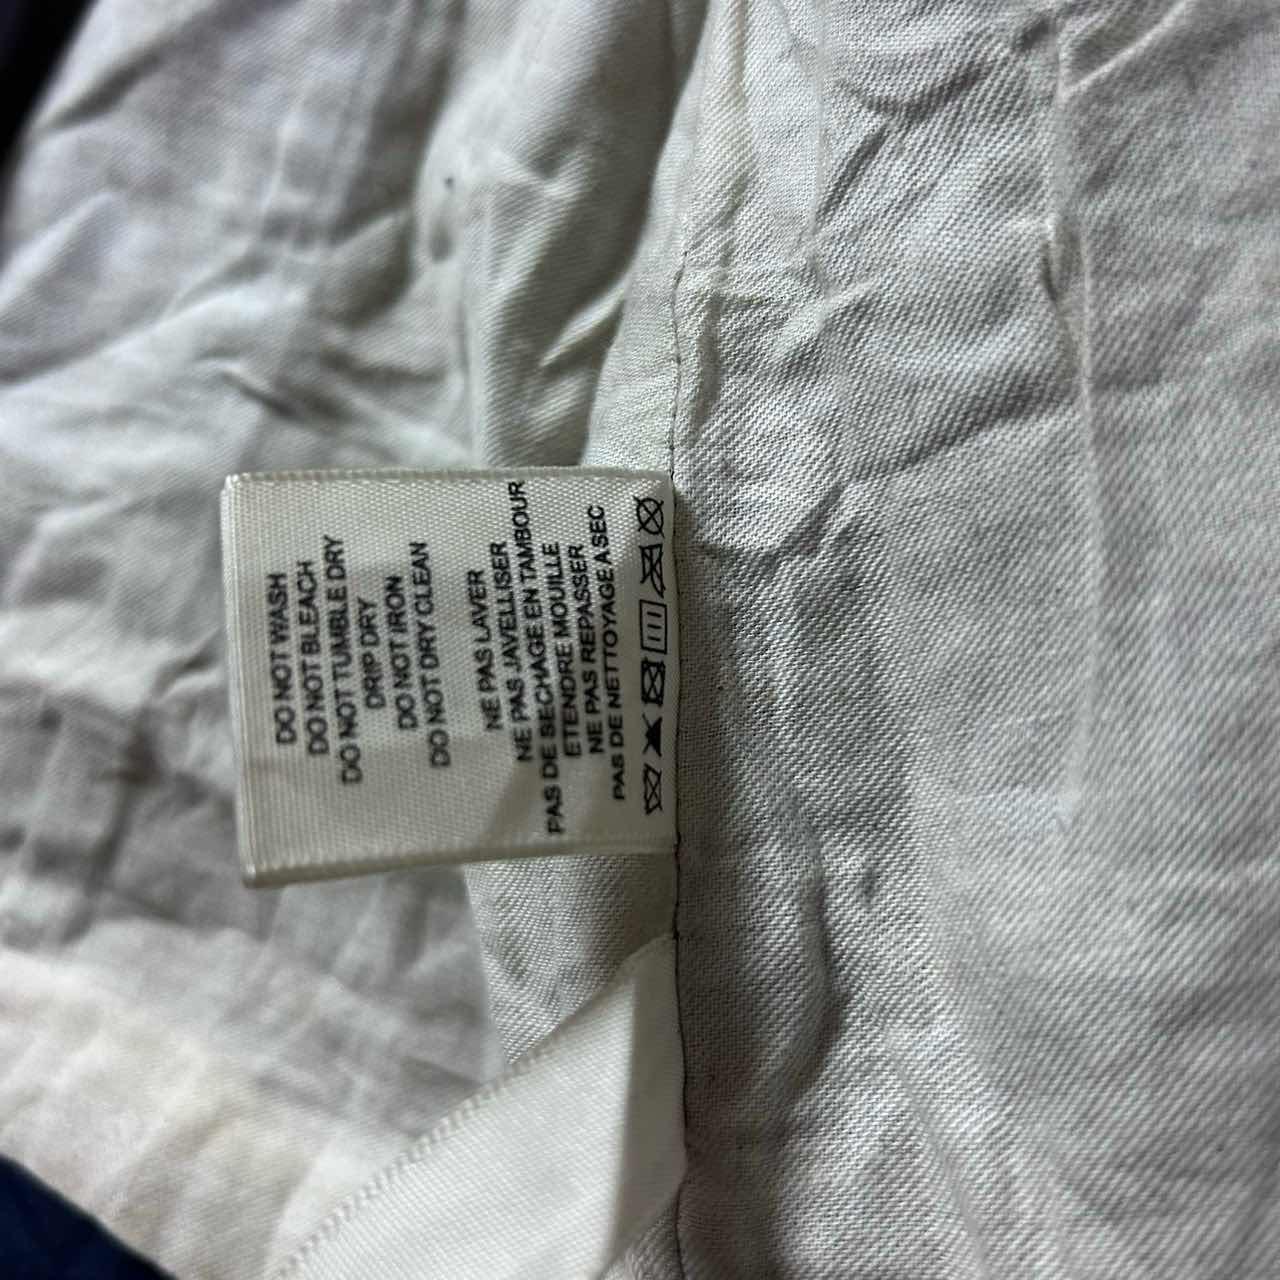 DO NOT WASH
DO NOT BLEACH
DO NOT TUMBLE DRY
DRIP DRY
DO NOT IRON
DO NOT DRY CLEAN
NE PAS LAVER
NE PAS JAVELLISER
PAS DE SECHAGE EN TAMBOUR
ETENDRE MOUILLE
NE PAS REPASSER
PAS DE NETTOYAGE A SEC